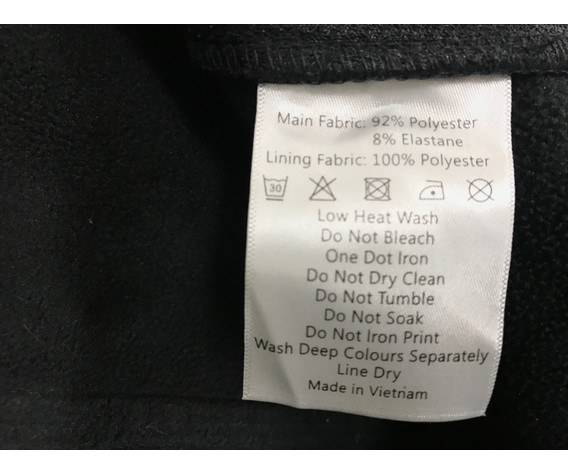 Main Fabric: 92% Polyester
8% Elastane
Lining Fabric: 100% Polyester
30
Low Heat Wash
Do Not Bleach
One Dot Iron
Do Not Dry Clean
Do Not Tumble
Do Not Soak
Do Not Iron Print
Wash Deep Colours Separately
Line Dry
Made in Vietnam